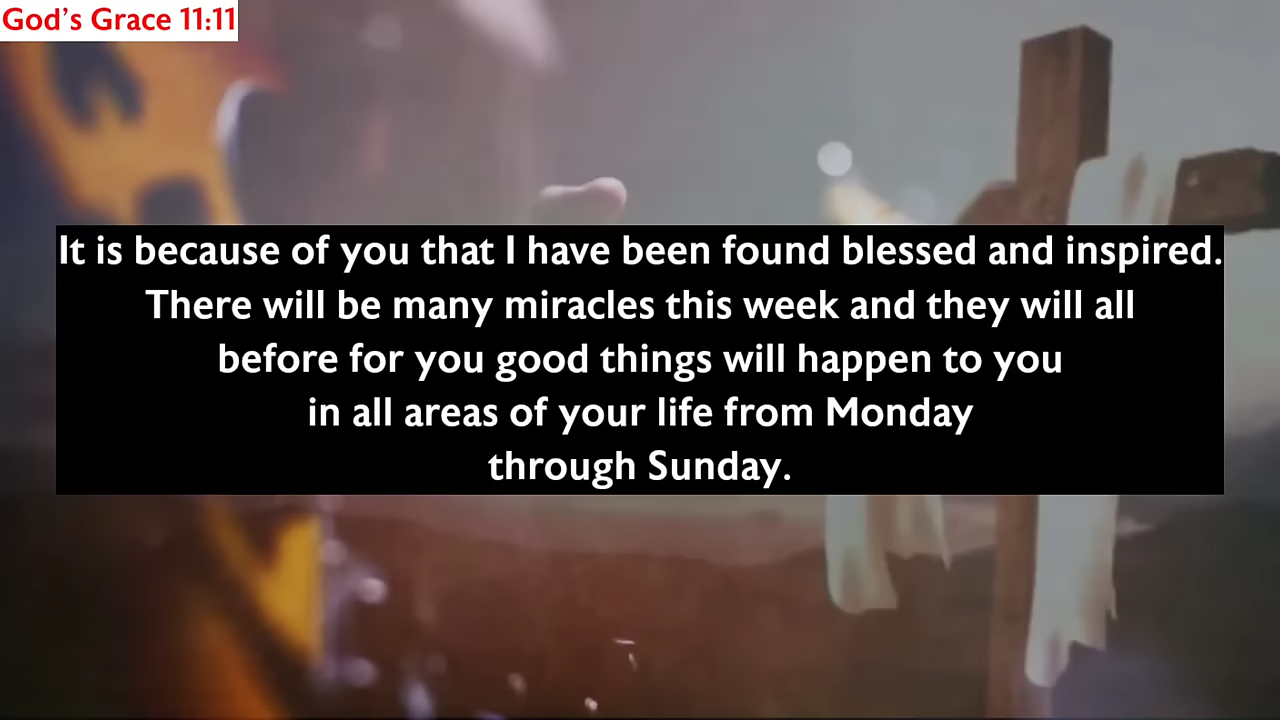 God's Grace 11:11
It is because of you that I have been found blessed and inspired.
There will be many miracles this week and they will all
before for you good things will happen to you
in all areas of your life from Monday
through Sunday.